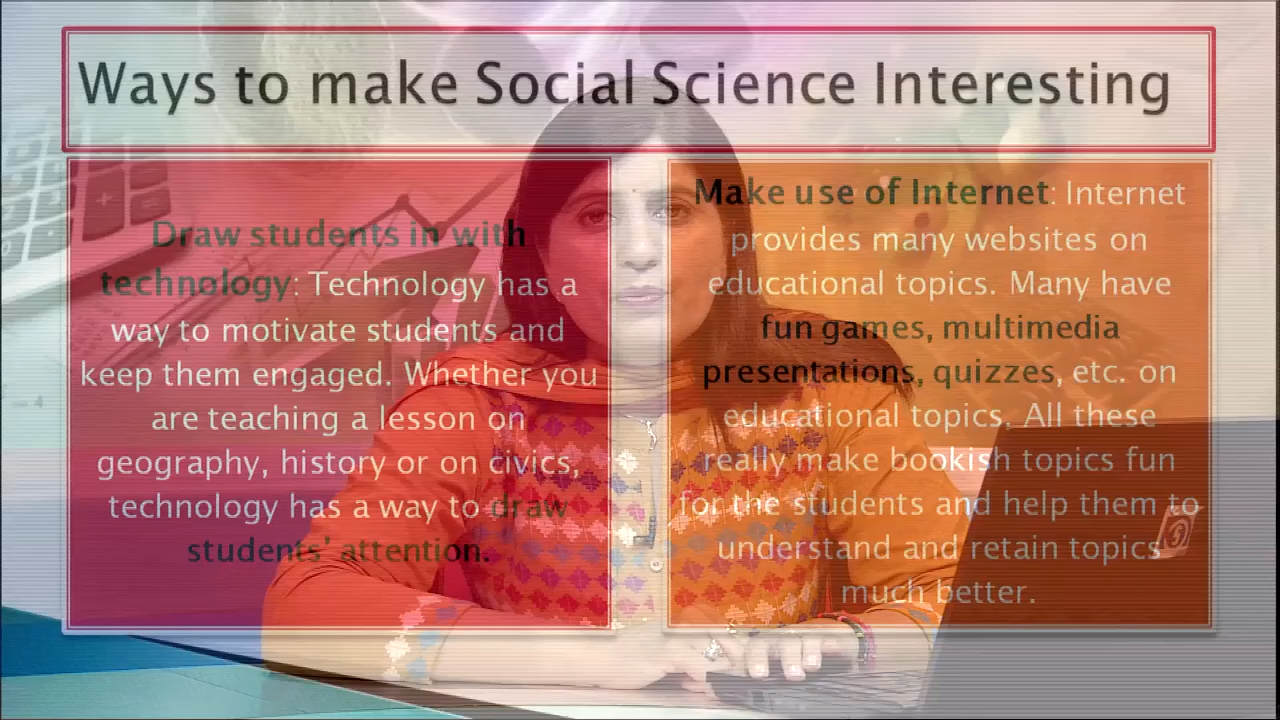 Ways to make Social Science Interesting
Draw students in with
technology: Technology has a
way to motivate students and
keep them engaged. Whether you
are teaching a lesson on
geography, history or on civics,
technology has a way to draw
students' attention.
Make use of Internet: Internet
provides many websites on
educational topics. Many have
fun games, multimedia
presentations, quizzes, etc. on
educational topics. All these
really make bookish topics fun
for the students and help them to
understand and retain topics
much better.